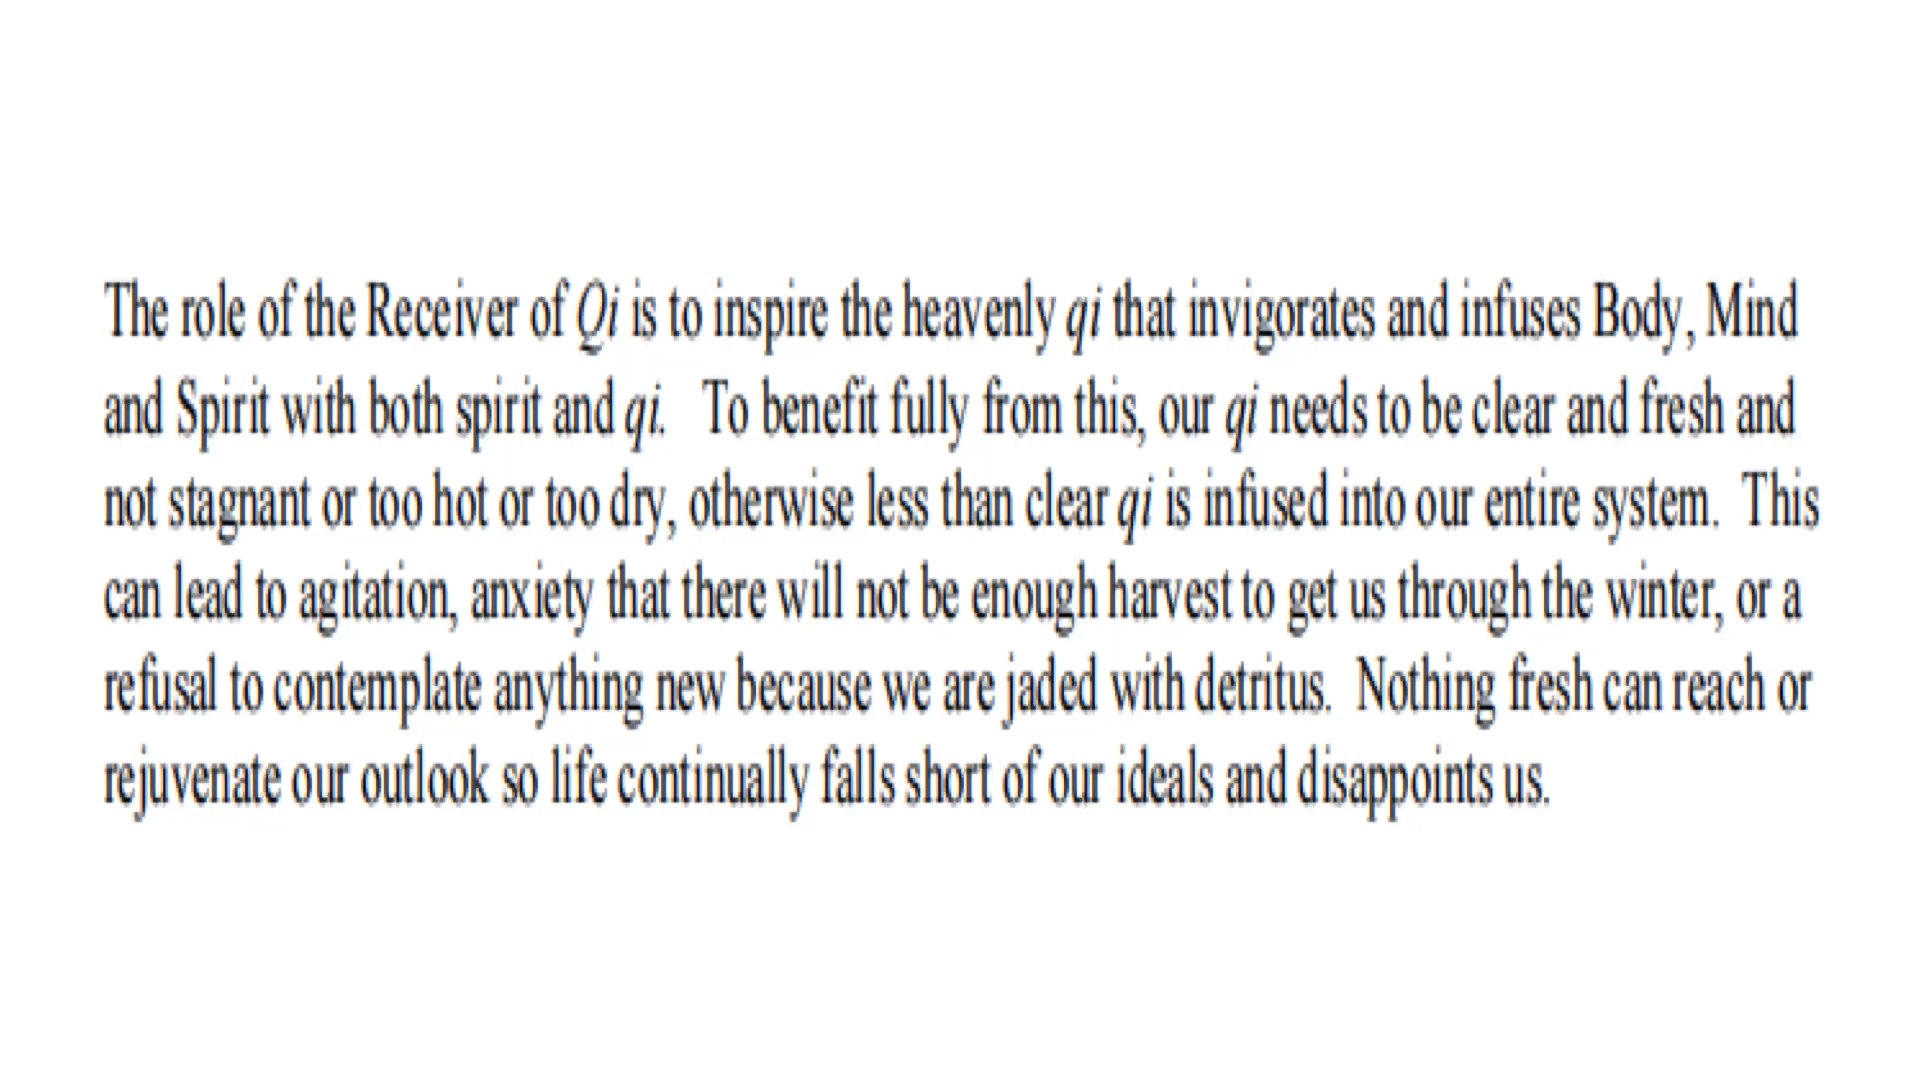 The role of the Receiver of Qi is to inspire the heavenly qi that invigorates and infuses Body, Mind
and Spirit with both spirit and qi. To benefit fully from this, our qi needs to be clear and fresh and
not stagnant or too hot or too dry, otherwise less than clear qi is infused into our entire system. This
can lead to agitation, anxiety that there will not be enough harvest to get us through the winter, or a
refusal to contemplate anything new because we are jaded with detritus. Nothing fresh can reach or
rejuvenate our outlook so life continually falls short of our ideals and disappoints us.